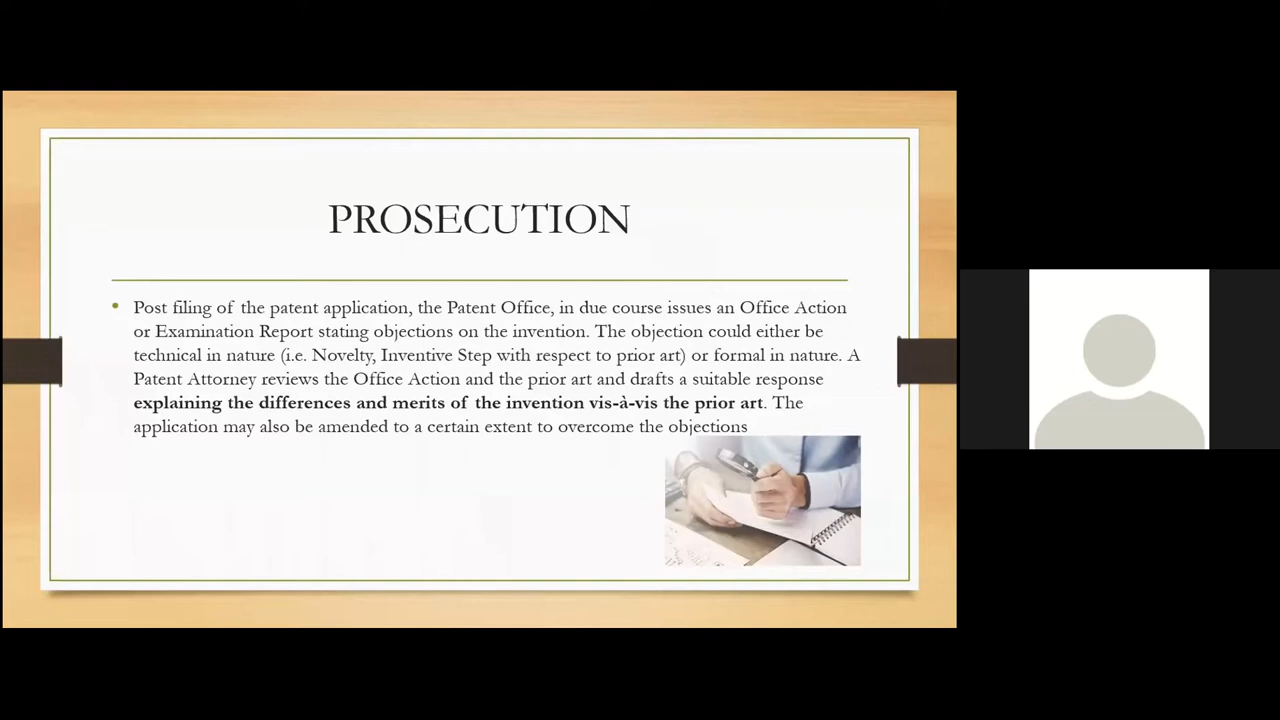 PROSECUTION
• Post filing of the patent application, the Patent Office, in due course issues an Office Action
or Examination Report stating objections on the invention. The objection could either be
technical in nature (i.e. Novelty, Inventive Step with respect to prior art) or formal in nature. A
Patent Attorney reviews the Office Action and the prior art and drafts a suitable response
explaining the differences and merits of the invention vis-à-vis the prior art. The
application may also be amended to a certain extent to overcome the objections